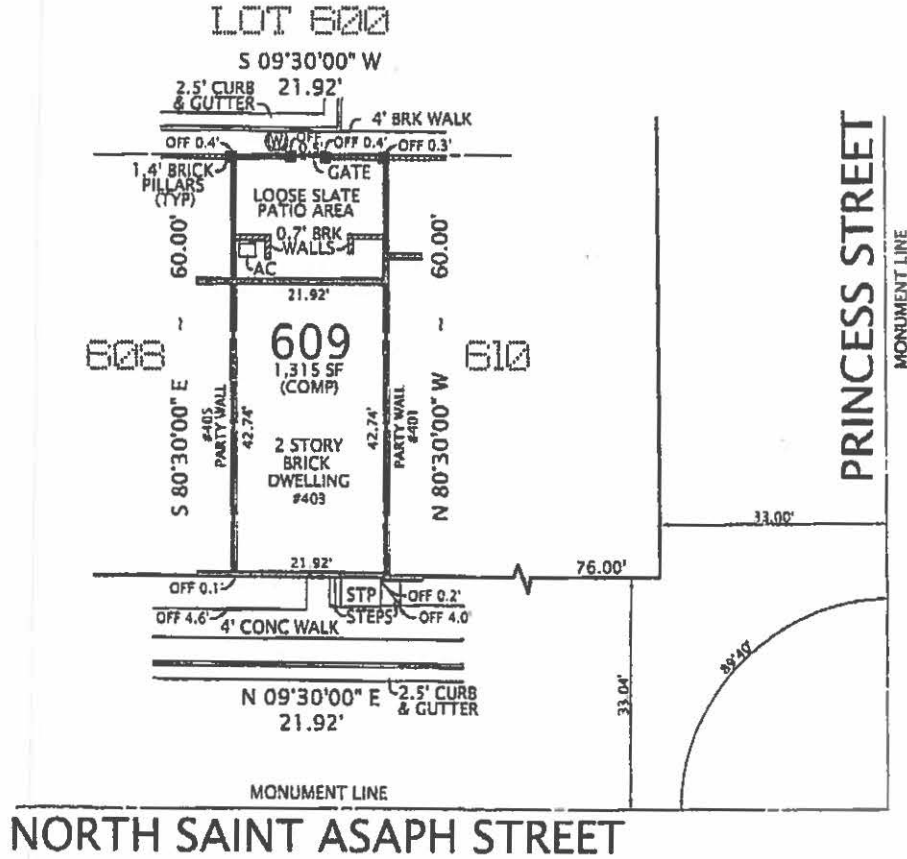 LOT 600
S 09°30'00" W
21.92'
2.5' CURB
& GUTTER
4' BRK WALK
OFF 0.4'
(W)
OFF
0.5'
OFF 0.4'
OFF 0.3'
GATE
1.4' BRICK
PILLARS
(TYP)
LOOSE SLATE
PATIO AREA
0.7' BRK
WALLS
AC
21.92'
60.00'
60.00'
608
609
1,315 SF
(COMP)
610
S 80°30'00" E ~ 60.00'
#405
PARTY WALL
42.74'
2 STORY
BRICK
DWELLING
#403
42.74'
PARTY WALL
#401
N 80°30'00" W ~
PRINCESS STREET
MONUMENT LINE
33.00'
21.92'
76.00'
OFF 0.1'
STP
OFF 0.2'
OFF 4.6'
STEPS
OFF 4.0'
4' CONC WALK
89°40'
33.04'
N 09°30'00" E
21.92'
2.5' CURB
& GUTTER
MONUMENT LINE
NORTH SAINT ASAPH STREET